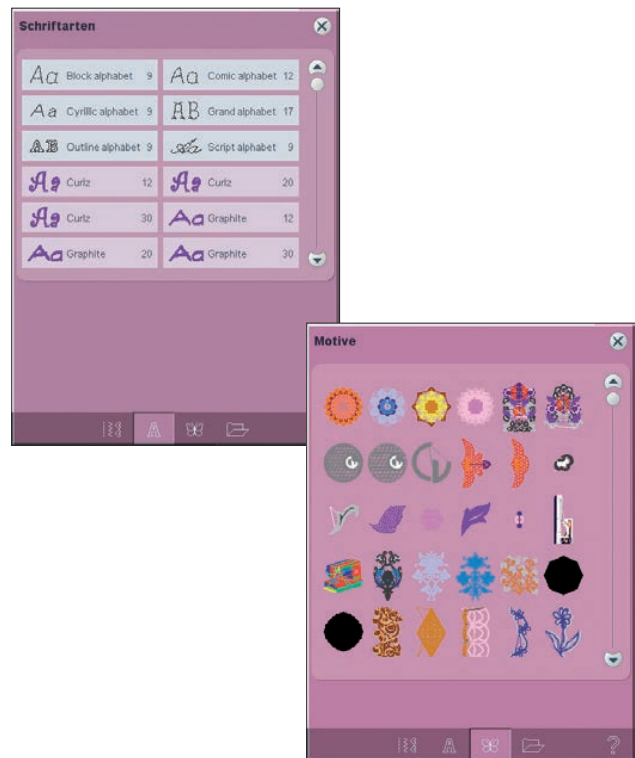 Schriftarten
Aa Block alphabet 9 Aa Comic alphabet 12
Aa Cyrillic alphabet 9 AB Grand alphabet 17
AB Outline alphabet 9 Aa Script alphabet 9
Aa Curlz 12 Aa Curlz 20
Aa Curlz 30 Aa Graphite 12
Aa Graphite 20 Aa Graphite 30
A
Motive
A ?